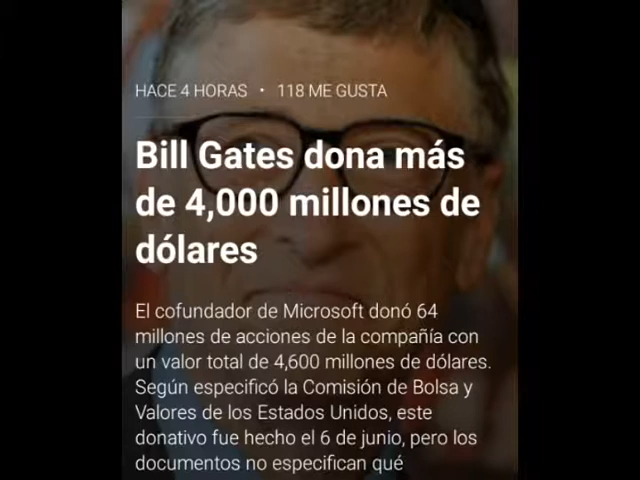 HACE 4 HORAS • 118 ME GUSTA
Bill Gates dona más
de 4,000 millones de
dólares
El cofundador de Microsoft donó 64
millones de acciones de la compañía con
un valor total de 4,600 millones de dólares.
Según especificó la Comisión de Bolsa y
Valores de los Estados Unidos, este
donativo fue hecho el 6 de junio, pero los
documentos no especifican qué